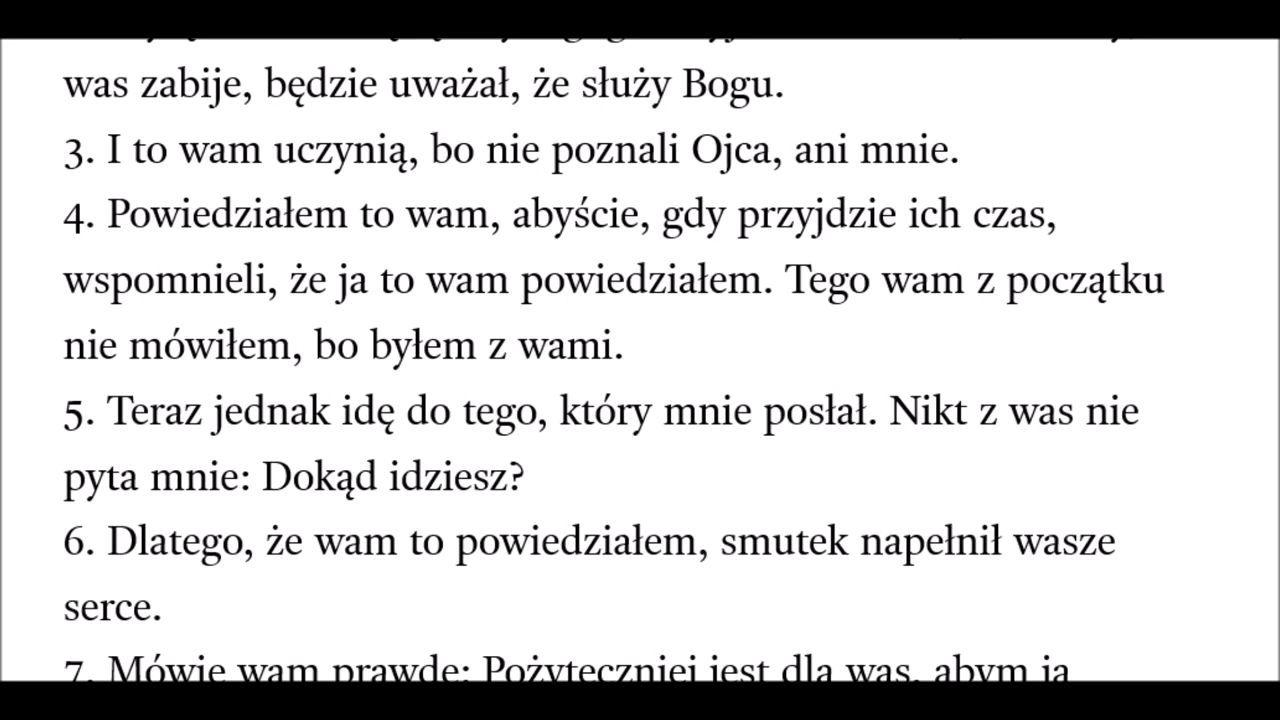 was zabije, będzie uważał, że służy Bogu.
3. I to wam uczynią, bo nie poznali Ojca, ani mnie.
4. Powiedziałem to wam, abyście, gdy przyjdzie ich czas,
wspomnieli, że ja to wam powiedziałem. Tego wam z początku
nie mówiłem, bo byłem z wami.
5. Teraz jednak idę do tego, który mnie posłał. Nikt z was nie
pyta mnie: Dokąd idziesz?
6. Dlatego, że wam to powiedziałem, smutek napełnił wasze
serce.
7. Mówię wam prawdę: Pożyteczniej jest dla was, abym ja